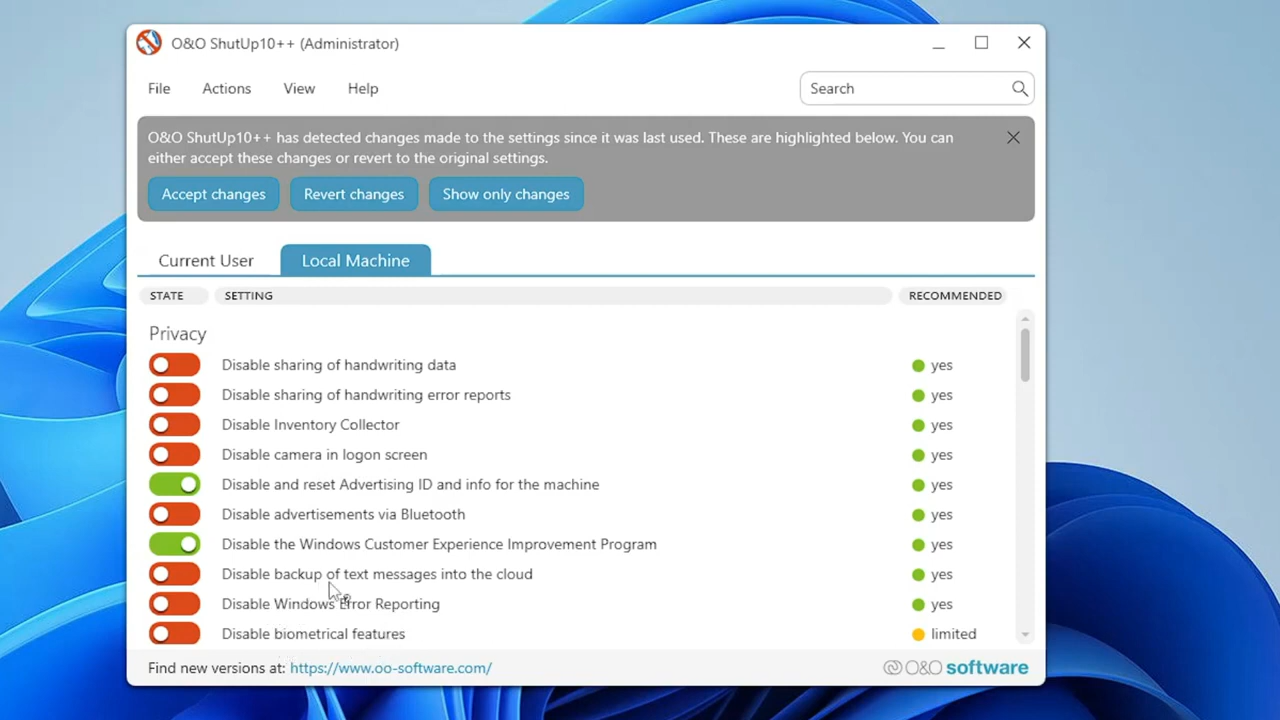 O&O ShutUp10++ (Administrator)
File Actions View Help Search
O&O ShutUp10++ has detected changes made to the settings since it was last used. These are highlighted below. You can
either accept these changes or revert to the original settings.
Accept changes Revert changes Show only changes
Current User Local Machine
STATE SETTING RECOMMENDED
Privacy
Disable sharing of handwriting data yes
Disable sharing of handwriting error reports yes
Disable Inventory Collector yes
Disable camera in logon screen yes
Disable and reset Advertising ID and info for the machine yes
Disable advertisements via Bluetooth yes
Disable the Windows Customer Experience Improvement Program yes
Disable backup of text messages into the cloud yes
Disable Windows Error Reporting yes
Disable biometrical features limited
Find new versions at: https://www.oo-software.com/ O&O software